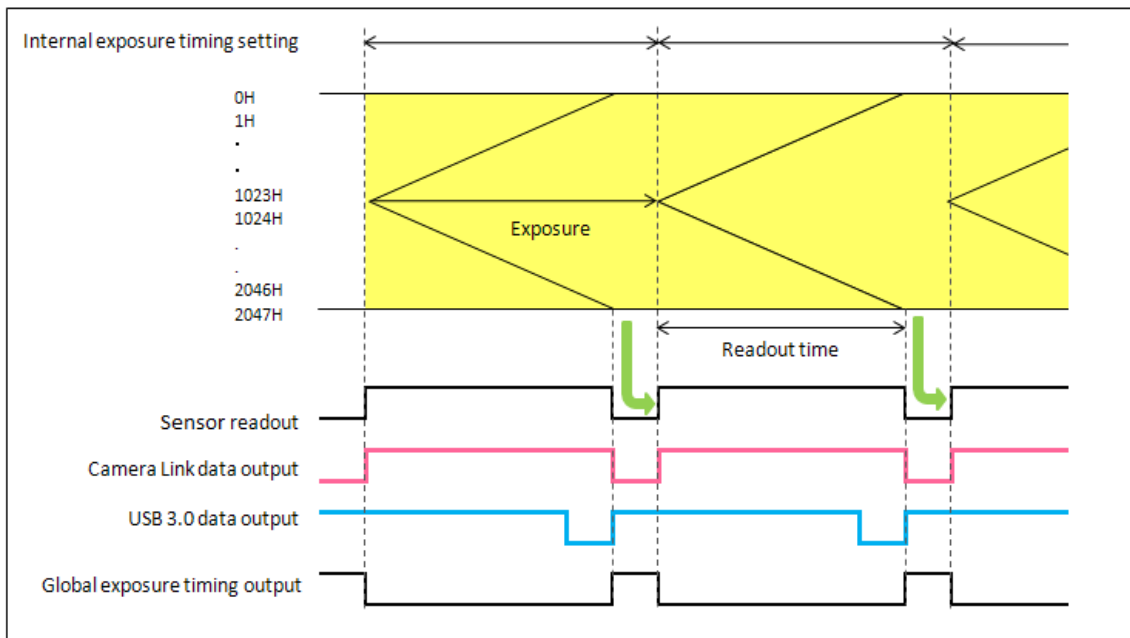 Internal exposure timing setting
0H
1H
.
.
1023H
1024H
.
.
2046H
2047H
Exposure
Readout time
Sensor readout
Camera Link data output
USB 3.0 data output
Global exposure timing output